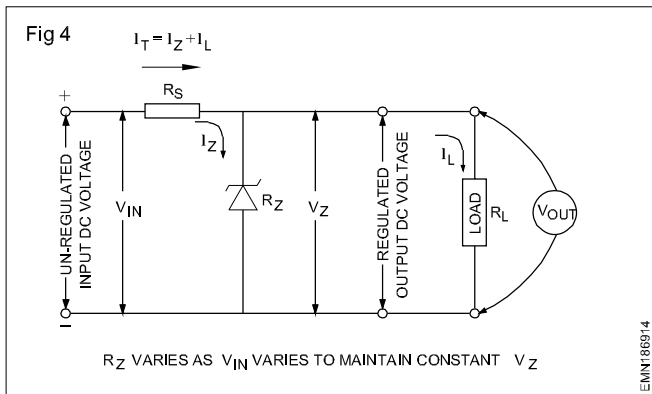 Fig 4
I_T = I_Z + I_L
R_S
I_Z
+
UN-REGULATED
INPUT DC VOLTAGE
V_IN
R_Z
V_Z
REGULATED
OUTPUT DC VOLTAGE
I_L
LOAD
R_L
V_OUT
–
R_Z VARIES AS V_IN VARIES TO MAINTAIN CONSTANT V_Z
EMN186914